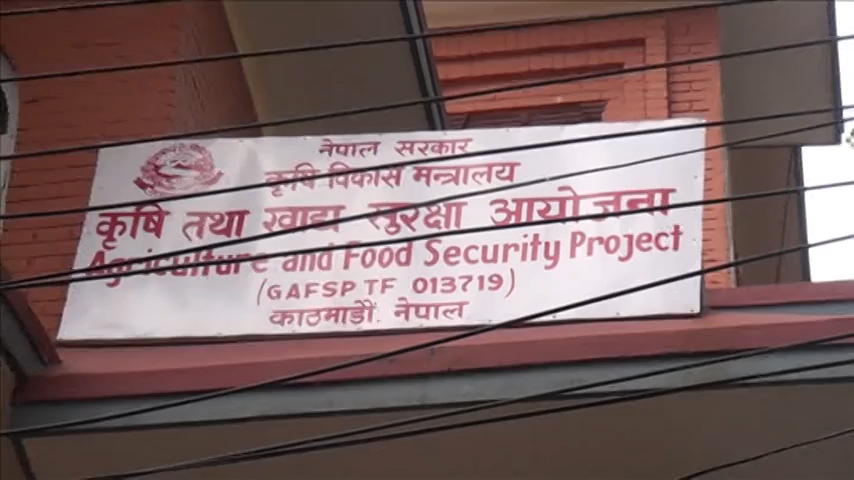 नेपाल सरकार
कृषि विकास मन्त्रालय
कृषि तथा खाद्य सुरक्षा आयोजना
Agriculture and Food Security Project
(GAFSP TF 013719)
काठमाडौं, नेपाल